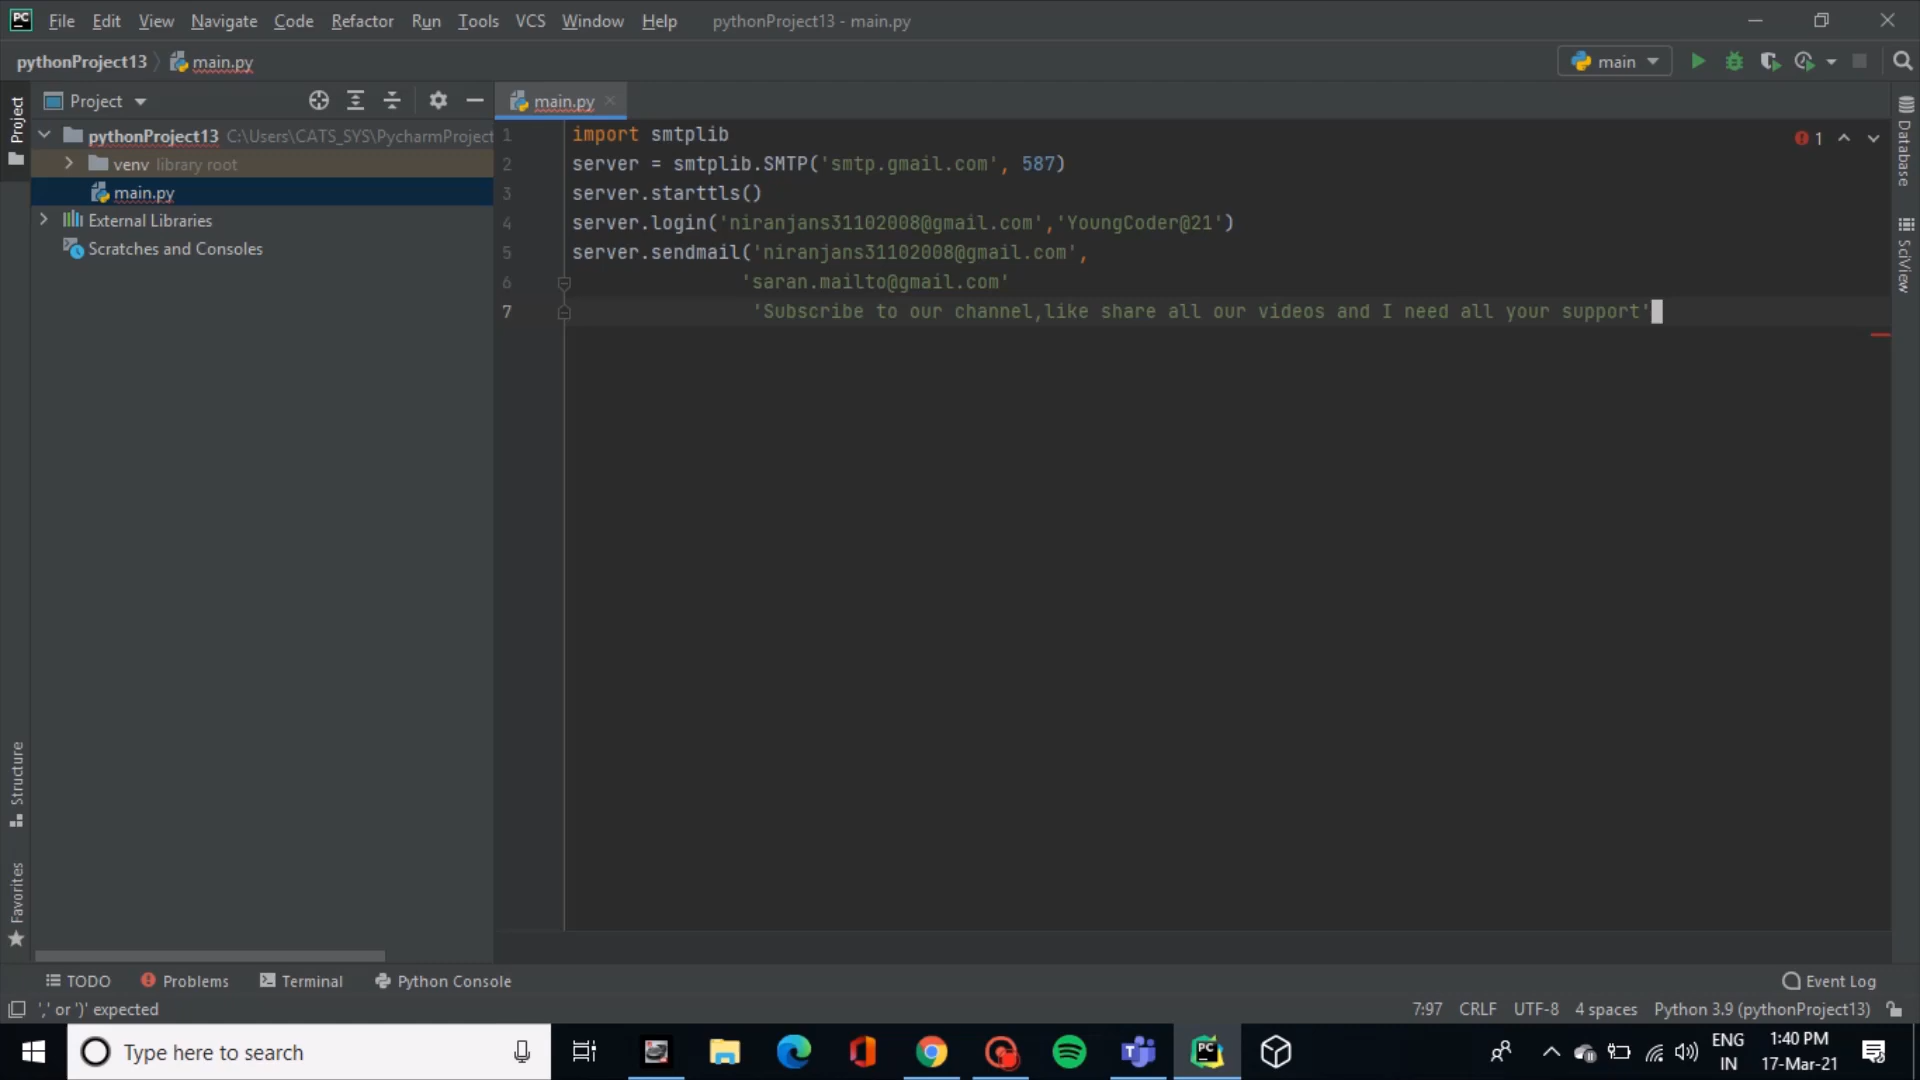 PC File Edit View Navigate Code Refactor Run Tools VCS Window Help pythonProject13 - main.py
pythonProject13 main.py main
Project Project main.py
pythonProject13 C:\Users\CATS_SYS\PycharmProject
venv library root
main.py
External Libraries
Scratches and Consoles
1 import smtplib
2 server = smtplib.SMTP('smtp.gmail.com', 587)
3 server.starttls()
4 server.login('niranjans31102008@gmail.com','YoungCoder@21')
5 server.sendmail('niranjans31102008@gmail.com',
6 'saran.mailto@gmail.com'
7 'Subscribe to our channel,like share all our videos and I need all your support'
1
Database
SciView
Structure
Favorites
TODO Problems Terminal Python Console Event Log
',' or ')' expected 7:97 CRLF UTF-8 4 spaces Python 3.9 (pythonProject13)
Type here to search PC ENG 1:40 PM
IN 17-Mar-21